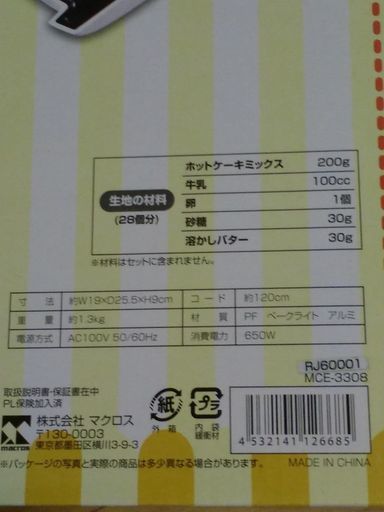 生地の材料
(28個分)
ホットケーキミックス 200g
牛乳 100cc
卵 1個
砂糖 30g
溶かしバター 30g
※材料はセットに含まれません。
寸法 約W19×D25.5×H9cm コード 約120cm
重量 約1.3kg 材質 PF ベークライト アルミ
電源方式 AC100V 50/60Hz 消費電力 650W
RJ60001
MCE-3308
取扱説明書・保証書在中
PL保険加入済
macros
株式会社 マクロス
〒130-0003
東京都墨田区横川3-9-3
紙
外箱
プラ
内袋
緩衝材
4 532141 126685
※パッケージの写真と実際の商品は多少異なる場合がございます。
MADE IN CHINA